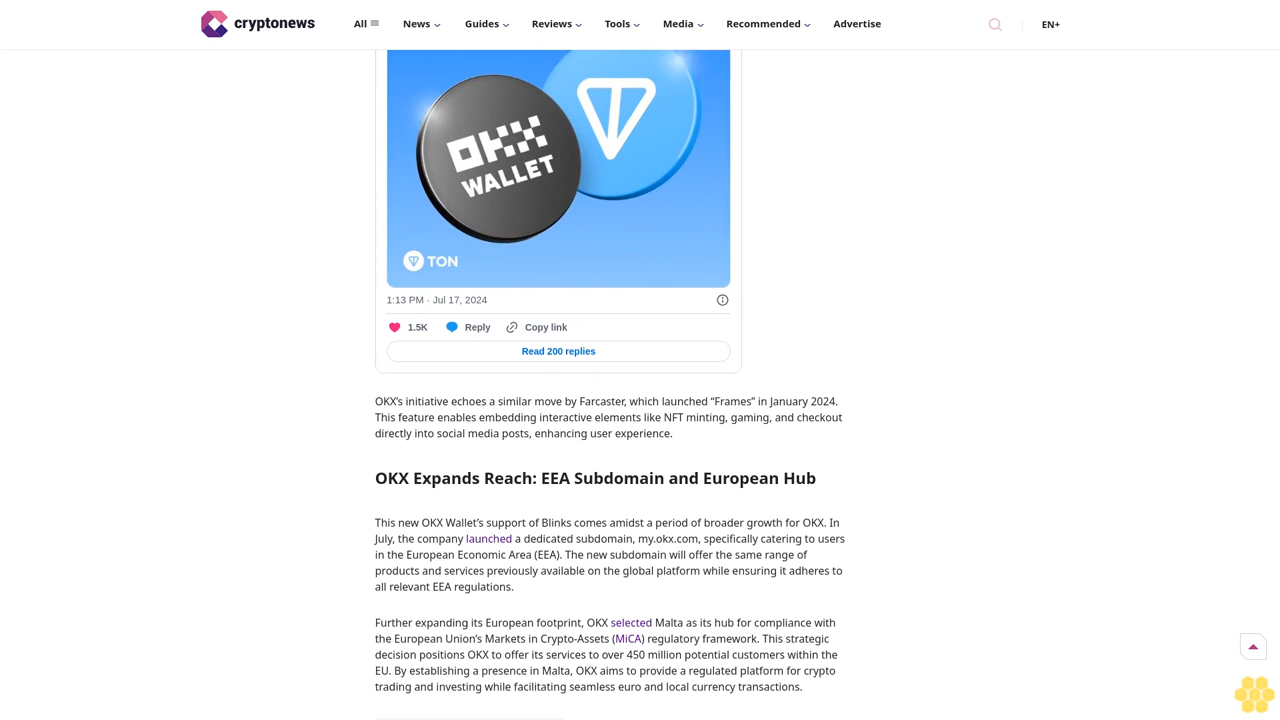 cryptonews
All News Guides Reviews Tools Media Recommended Advertise EN+
OKX
WALLET
TON
1:13 PM · Jul 17, 2024
1.5K Reply Copy link
Read 200 replies
OKX’s initiative echoes a similar move by Farcaster, which launched “Frames” in January 2024.
This feature enables embedding interactive elements like NFT minting, gaming, and checkout
directly into social media posts, enhancing user experience.
OKX Expands Reach: EEA Subdomain and European Hub
This new OKX Wallet’s support of Blinks comes amidst a period of broader growth for OKX. In
July, the company launched a dedicated subdomain, my.okx.com, specifically catering to users
in the European Economic Area (EEA). The new subdomain will offer the same range of
products and services previously available on the global platform while ensuring it adheres to
all relevant EEA regulations.
Further expanding its European footprint, OKX selected Malta as its hub for compliance with
the European Union’s Markets in Crypto-Assets (MiCA) regulatory framework. This strategic
decision positions OKX to offer its services to over 450 million potential customers within the
EU. By establishing a presence in Malta, OKX aims to provide a regulated platform for crypto
trading and investing while facilitating seamless euro and local currency transactions.